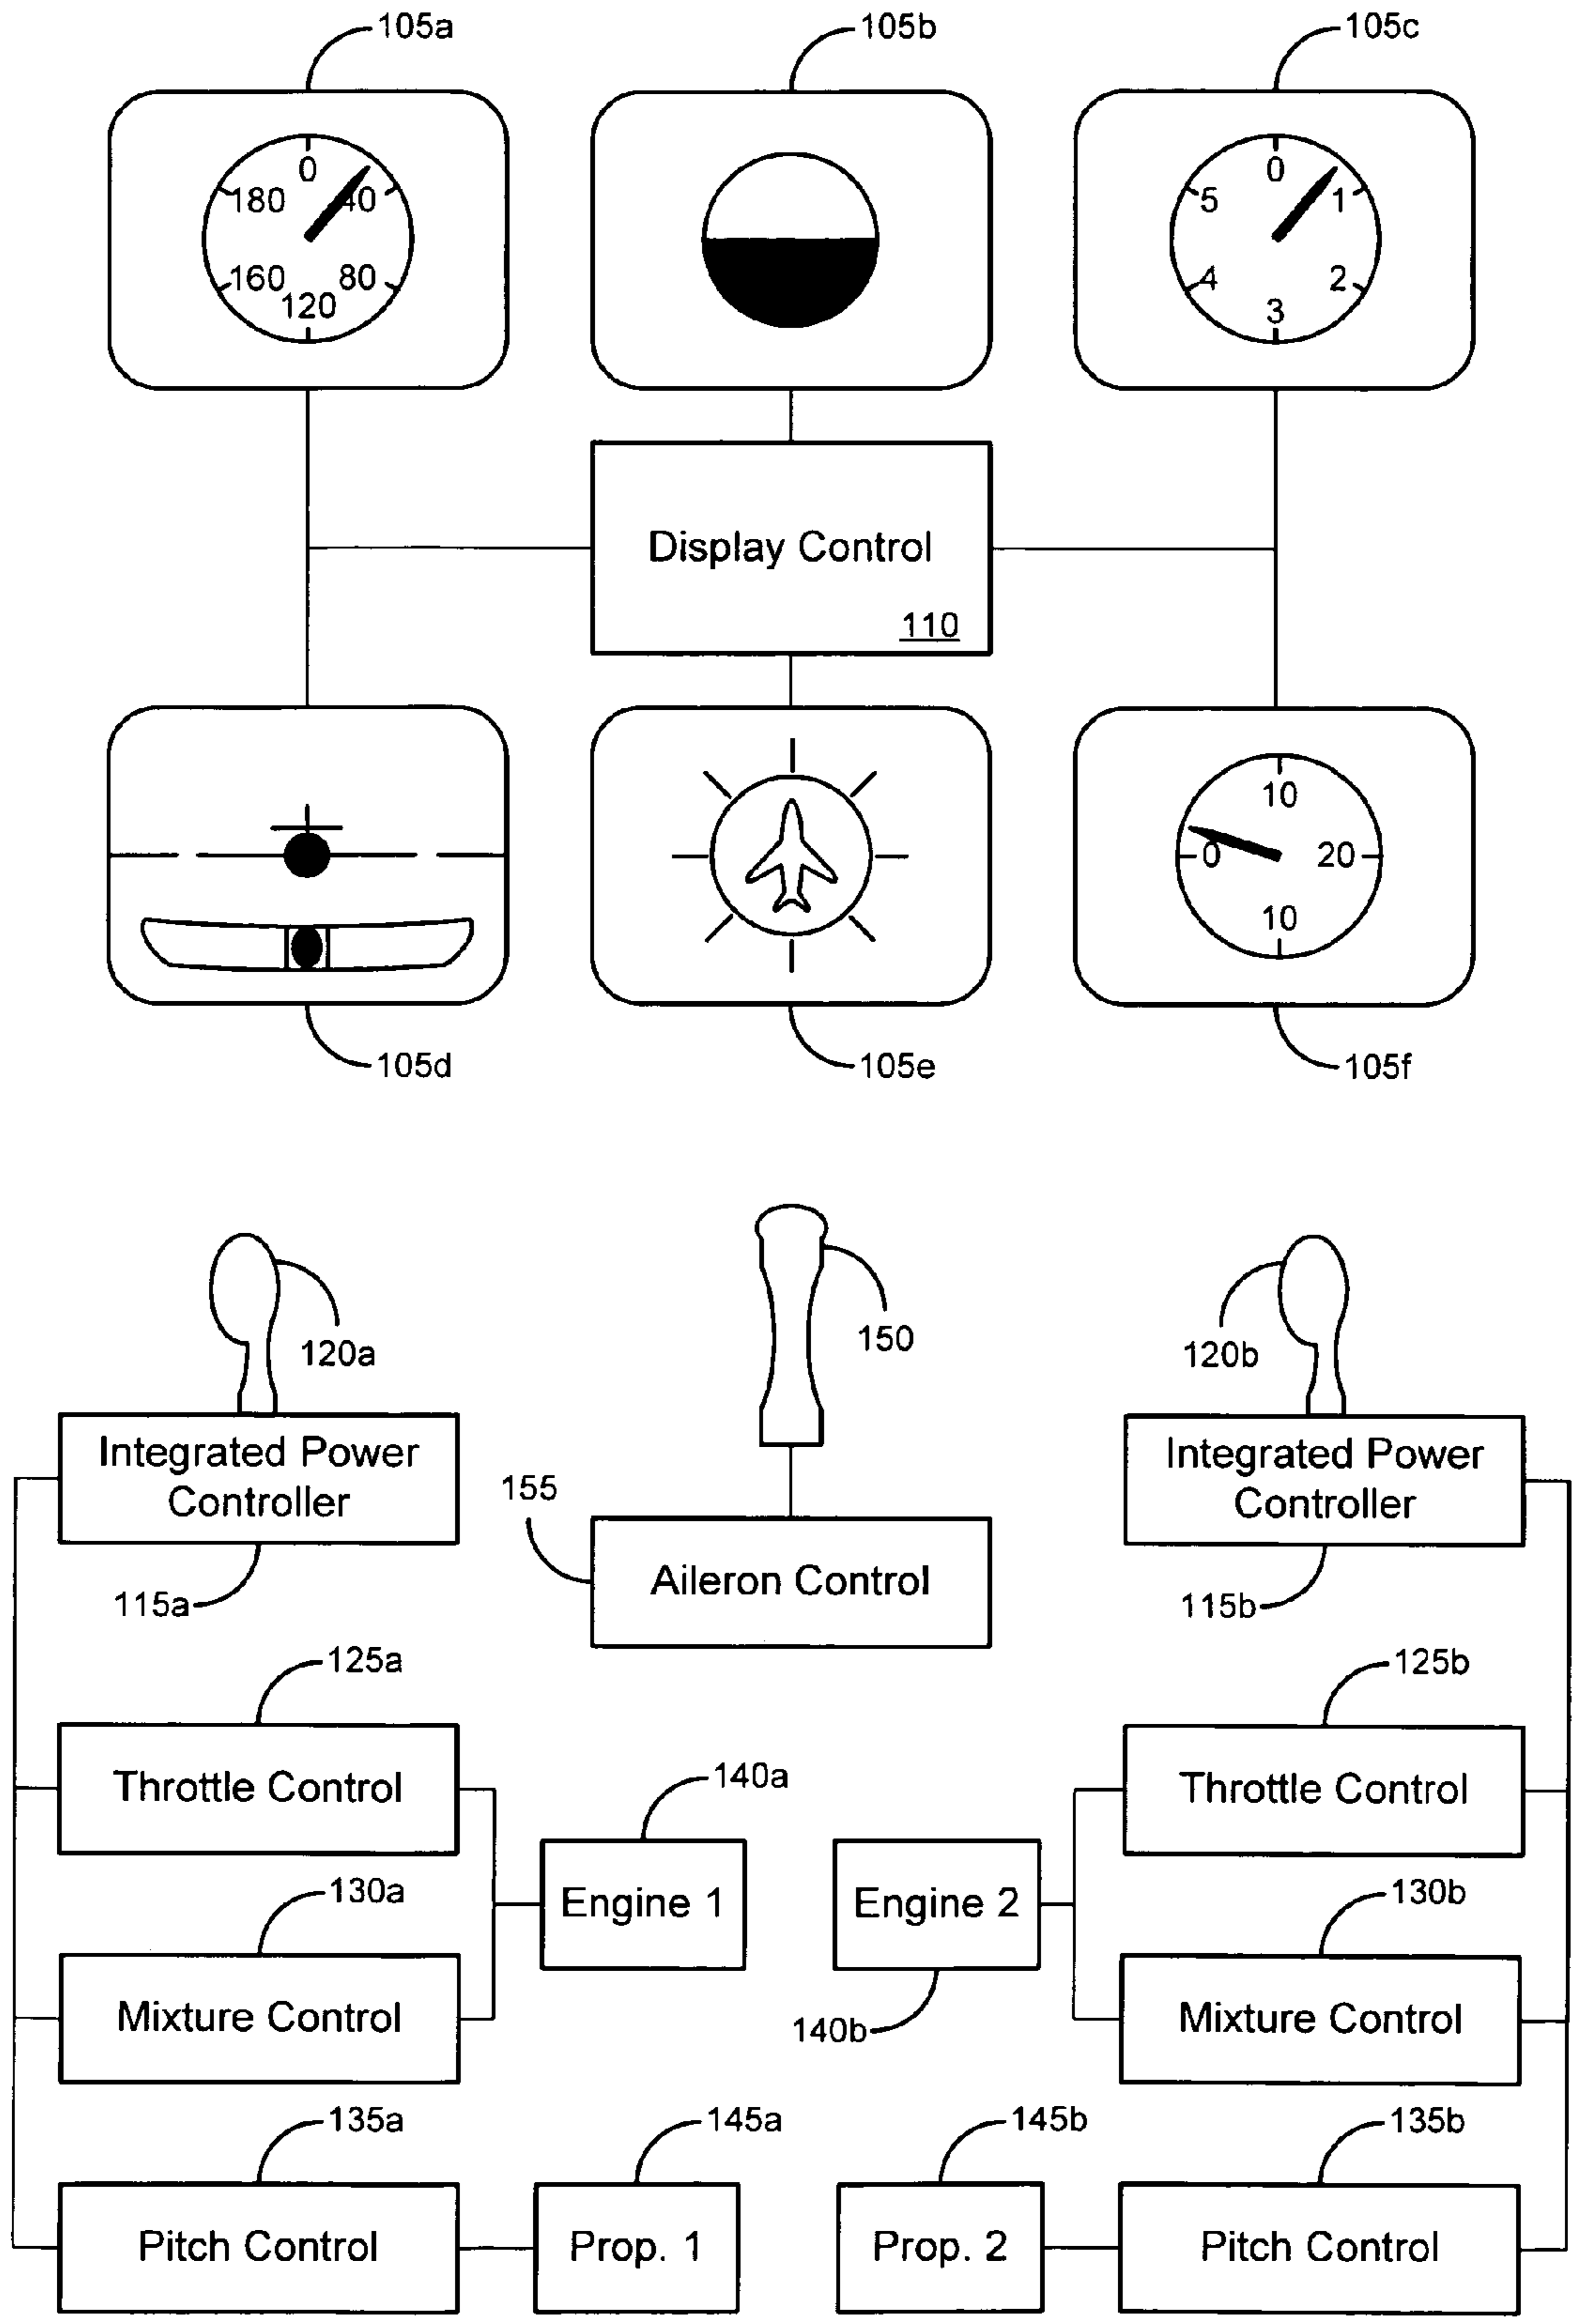 105a
105b
105c
0
40
80
120
160
180
0
1
2
3
4
5
Display Control
110
10
0
20
10
105d
105e
105f
120a
150
120b
Integrated Power
Controller
Integrated Power
Controller
155
Aileron Control
115a
115b
125a
125b
Throttle Control
Throttle Control
140a
Engine 1
Engine 2
130a
130b
Mixture Control
Mixture Control
140b
135a
145a
145b
135b
Pitch Control
Prop. 1
Prop. 2
Pitch Control